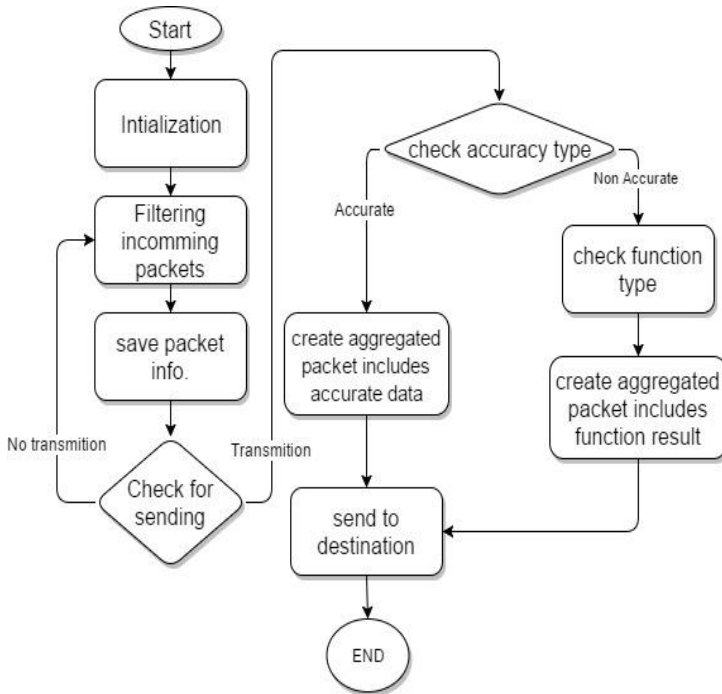 Start
Intialization
Filtering
incomming
packets
save packet
info.
No transmition
Transmition
Check for
sending
check accuracy type
Accurate
Non Accurate
check function
type
create aggregated
packet includes
accurate data
create aggregated
packet includes
function result
send to
destination
END